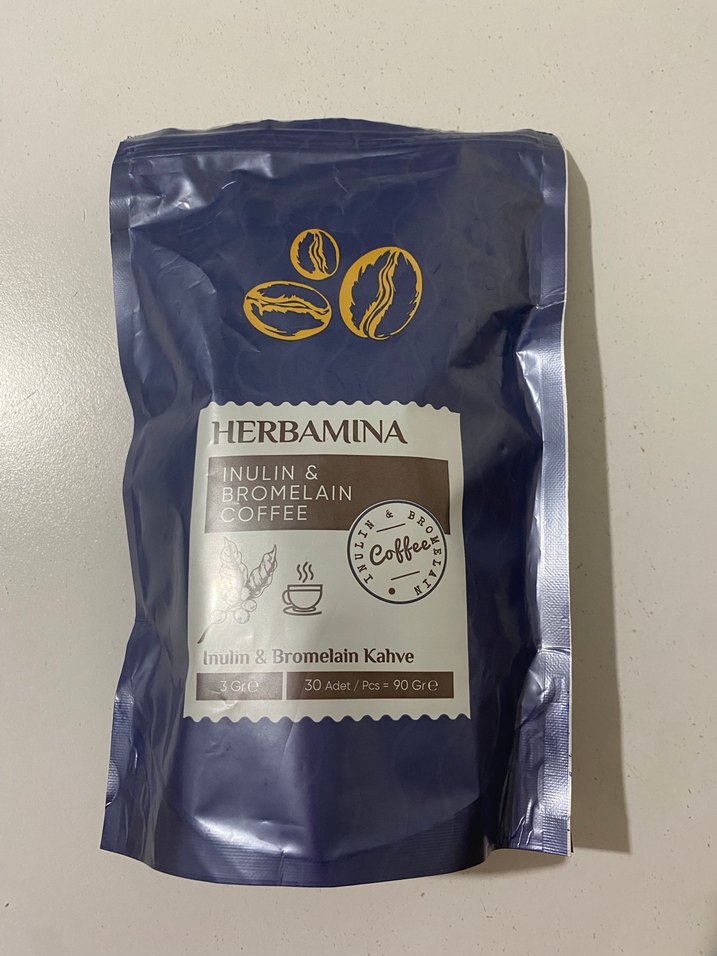 HERBAMINA
INULIN &
BROMELAIN
COFFEE
INULIN & BROMELAIN
Coffee
Inulin & Bromelain Kahve
3 Gr ℮
30 Adet / Pcs = 90 Gr ℮